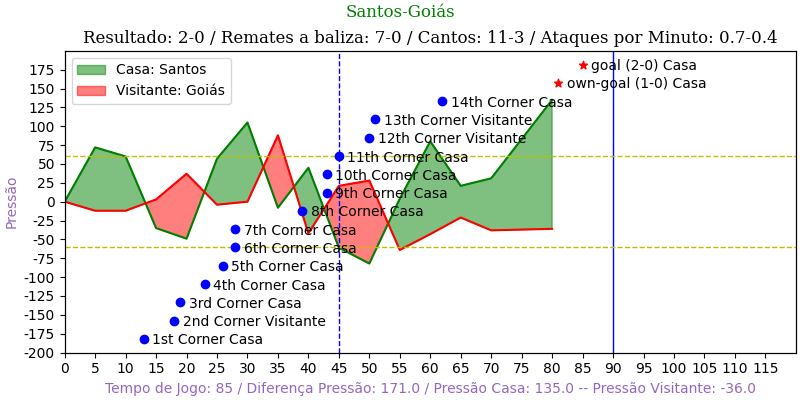 Santos-Goiás
Resultado: 2-0 / Remates a baliza: 7-0 / Cantos: 11-3 / Ataques por Minuto: 0.7-0.4
Casa: Santos
Visitante: Goiás
goal (2-0) Casa
own-goal (1-0) Casa
14th Corner Casa
13th Corner Visitante
12th Corner Visitante
11th Corner Casa
10th Corner Casa
9th Corner Casa
8th Corner Casa
7th Corner Casa
6th Corner Casa
5th Corner Casa
4th Corner Casa
3rd Corner Casa
2nd Corner Visitante
1st Corner Casa
Pressão
175
150
125
100
75
50
25
0
-25
-50
-75
-100
-125
-150
-175
-200
0 5 10 15 20 25 30 35 40 45 50 55 60 65 70 75 80 85 90 95 100 105 110 115
Tempo de Jogo: 85 / Diferença Pressão: 171.0 / Pressão Casa: 135.0 -- Pressão Visitante: -36.0